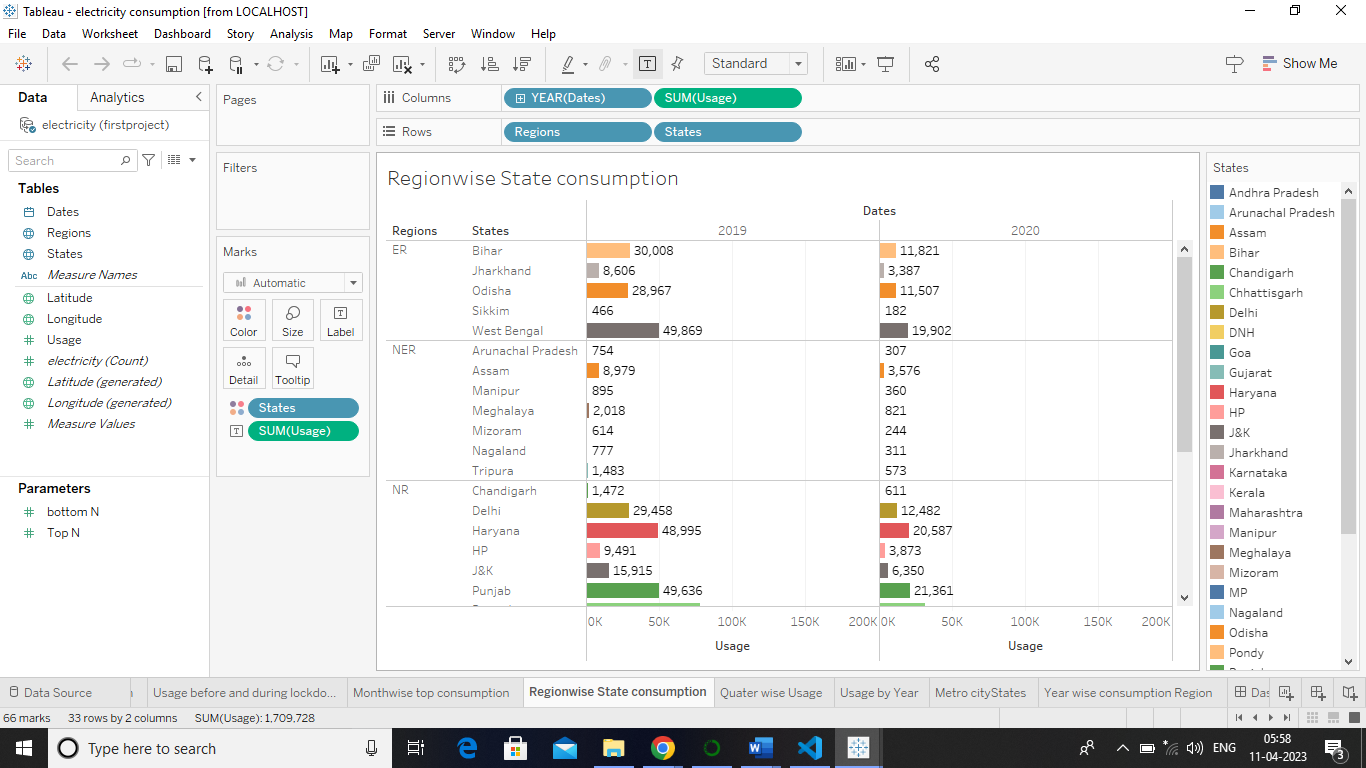 Tableau - electricity consumption [from LOCALHOST]
File Data Worksheet Dashboard Story Analysis Map Format Server Window Help
Standard
Show Me
Data Analytics
electricity (firstproject)
Search
Tables
Dates
Regions
States
Abc Measure Names
Latitude
Longitude
Usage
electricity (Count)
Latitude (generated)
Longitude (generated)
Measure Values
Parameters
bottom N
Top N
Pages
Filters
Marks
Automatic
Color Size Label
Detail Tooltip
States
SUM(Usage)
Columns YEAR(Dates) SUM(Usage)
Rows Regions States
Regionwise State consumption
Dates
Regions States 2019 2020
ER Bihar 30,008 11,821
Jharkhand 8,606 3,387
Odisha 28,967 11,507
Sikkim 466 182
West Bengal 49,869 19,902
NER Arunachal Pradesh 754 307
Assam 8,979 3,576
Manipur 895 360
Meghalaya 2,018 821
Mizoram 614 244
Nagaland 777 311
Tripura 1,483 573
NR Chandigarh 1,472 611
Delhi 29,458 12,482
Haryana 48,995 20,587
HP 9,491 3,873
J&K 15,915 6,350
Punjab 49,636 21,361
0K 50K 100K 150K 200K 0K 50K 100K 150K 200K
Usage Usage
States
Andhra Pradesh
Arunachal Pradesh
Assam
Bihar
Chandigarh
Chhattisgarh
Delhi
DNH
Goa
Gujarat
Haryana
HP
J&K
Jharkhand
Karnataka
Kerala
Maharashtra
Manipur
Meghalaya
Mizoram
MP
Nagaland
Odisha
Pondy
Data Source Usage before and during lockdo... Monthwise top consumption Regionwise State consumption Quater wise Usage Usage by Year Metro cityStates Year wise consumption Region Das
66 marks 33 rows by 2 columns SUM(Usage): 1,709,728
Type here to search
ENG
05:58
11-04-2023
3